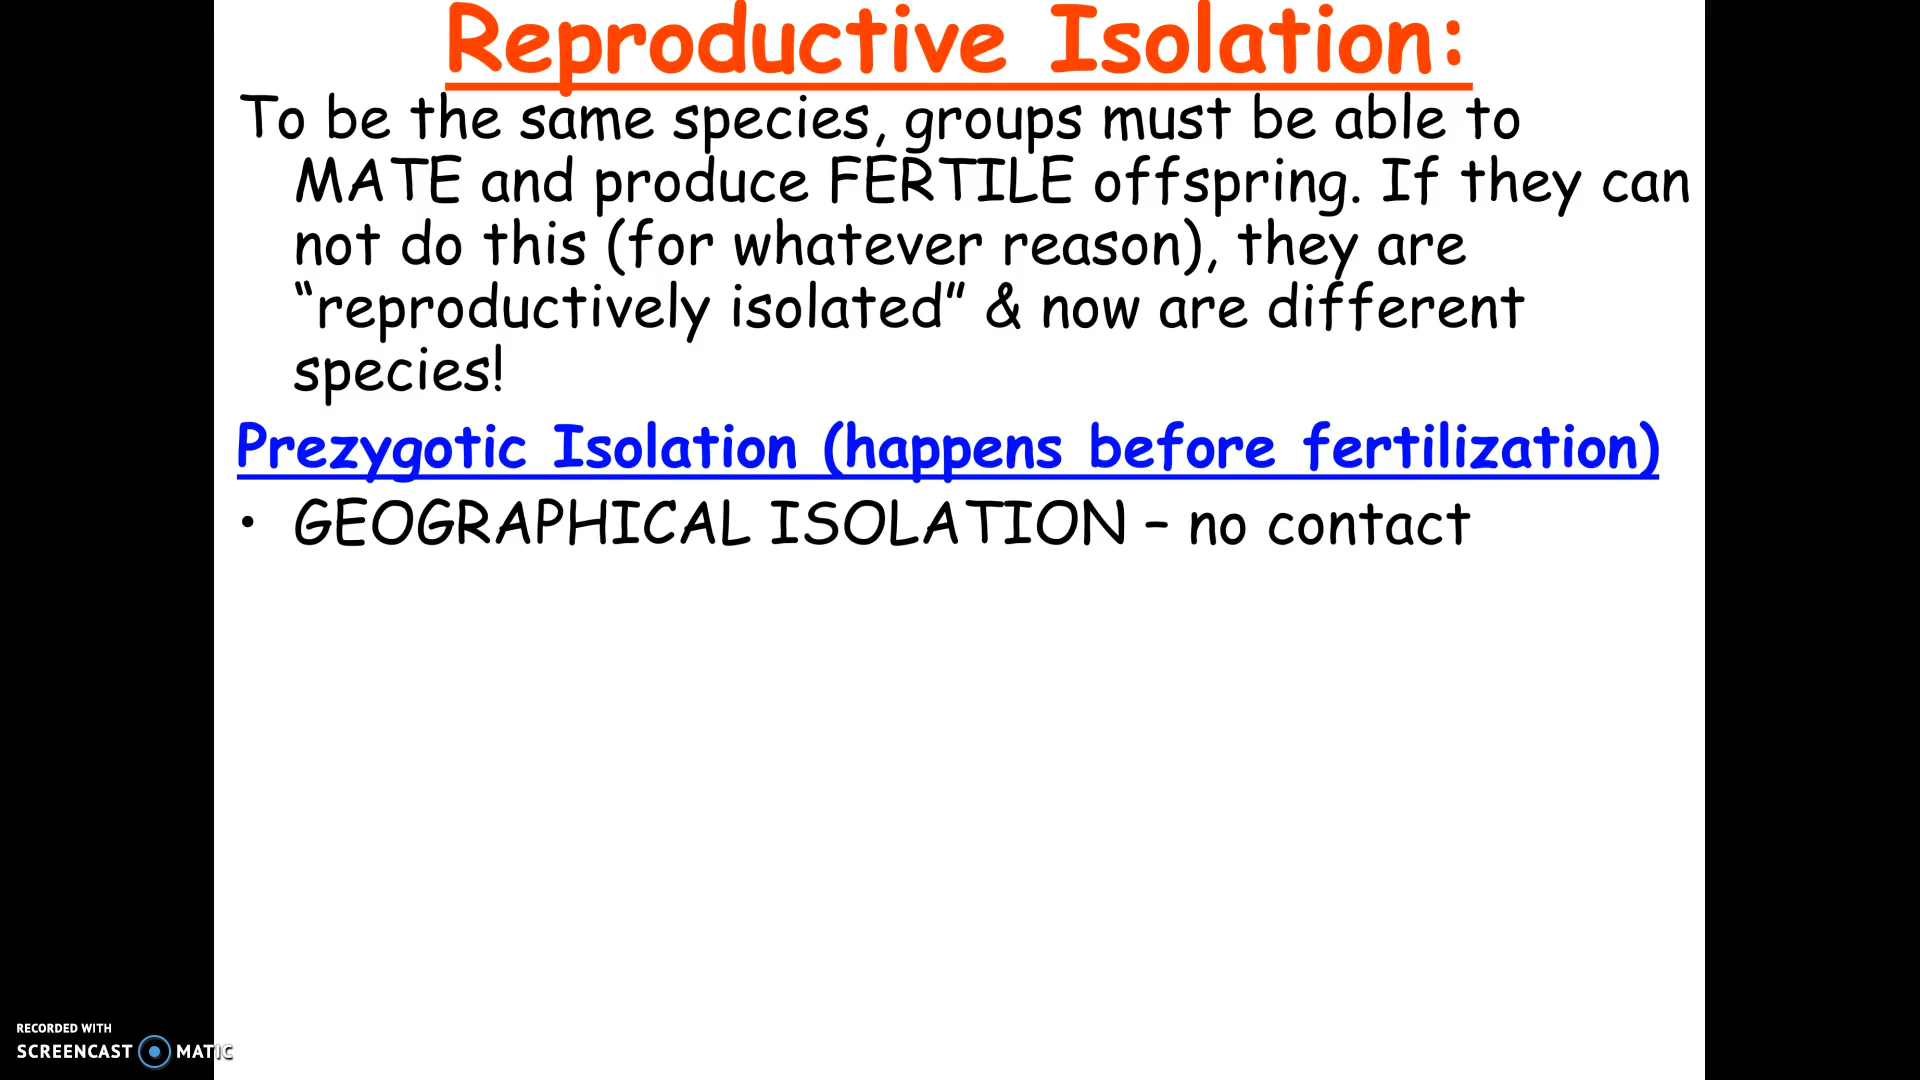 Reproductive Isolation:
To be the same species, groups must be able to
MATE and produce FERTILE offspring. If they can
not do this (for whatever reason), they are
“reproductively isolated” & now are different
species!
Prezygotic Isolation (happens before fertilization)
• GEOGRAPHICAL ISOLATION – no contact
RECORDED WITH
SCREENCAST MATIC